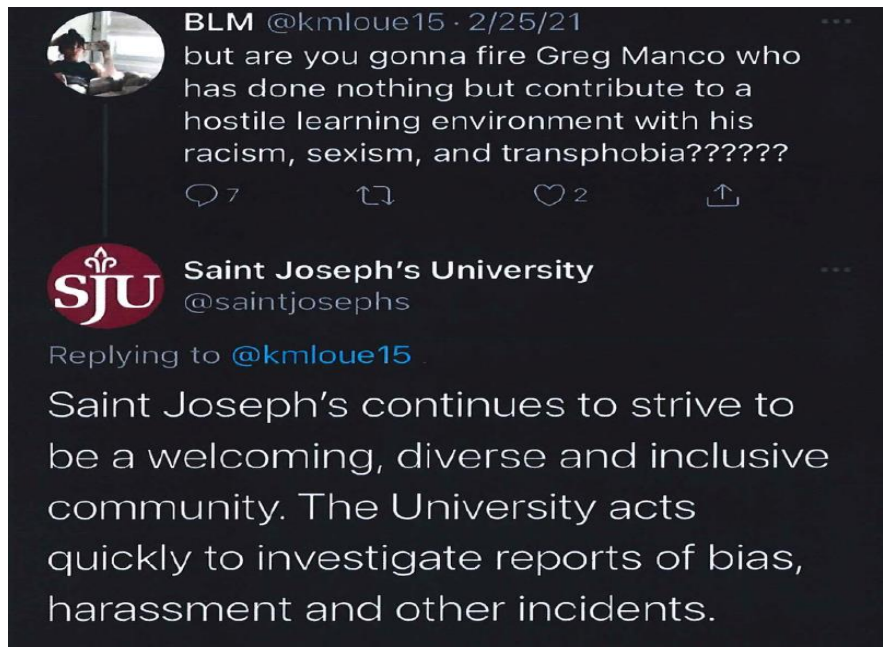 BLM @kmloue15 · 2/25/21
but are you gonna fire Greg Manco who
has done nothing but contribute to a
hostile learning environment with his
racism, sexism, and transphobia??????
7 2
SJU
Saint Joseph's University
@saintjosephs
Replying to @kmloue15
Saint Joseph's continues to strive to
be a welcoming, diverse and inclusive
community. The University acts
quickly to investigate reports of bias,
harassment and other incidents.